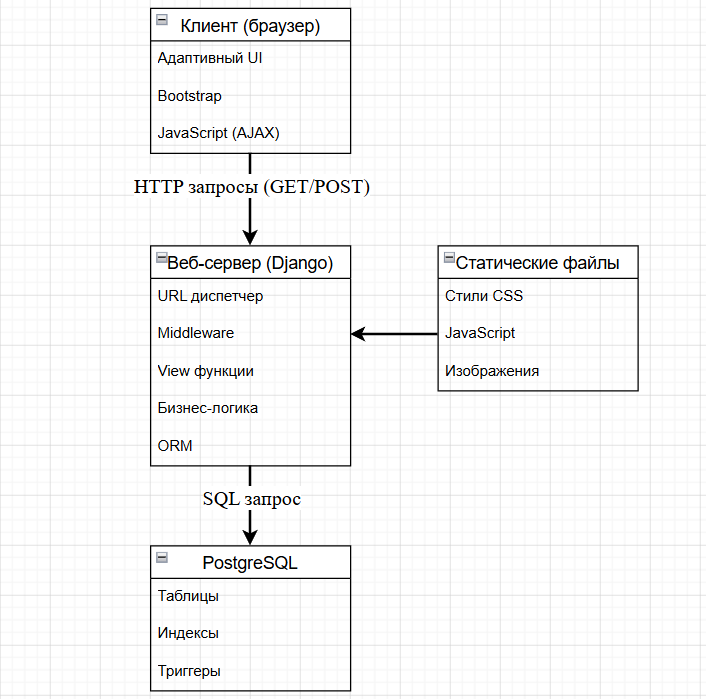 Клиент (браузер)
Адаптивный UI
Bootstrap
JavaScript (AJAX)
HTTP запросы (GET/POST)
Веб-сервер (Django)
URL диспетчер
Middleware
View функции
Бизнес-логика
ORM
Статические файлы
Стили CSS
JavaScript
Изображения
SQL запрос
PostgreSQL
Таблицы
Индексы
Триггеры